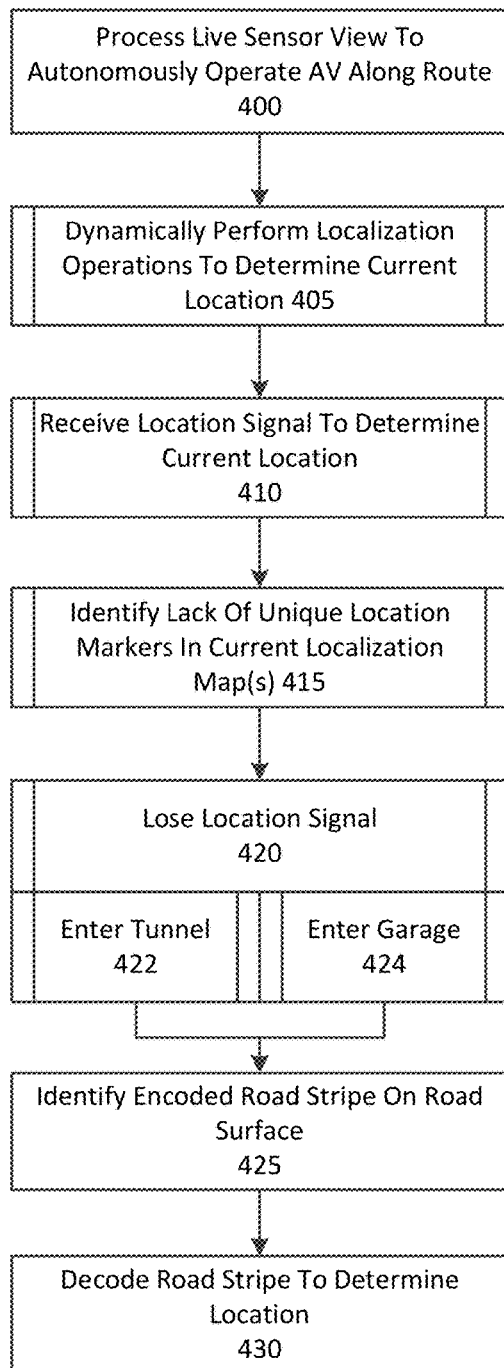 Process Live Sensor View To
Autonomously Operate AV Along Route
400
Dynamically Perform Localization
Operations To Determine Current
Location 405
Receive Location Signal To Determine
Current Location
410
Identify Lack Of Unique Location
Markers In Current Localization
Map(s) 415
Lose Location Signal
420
Enter Tunnel
422
Enter Garage
424
Identify Encoded Road Stripe On Road
Surface
425
Decode Road Stripe To Determine
Location
430